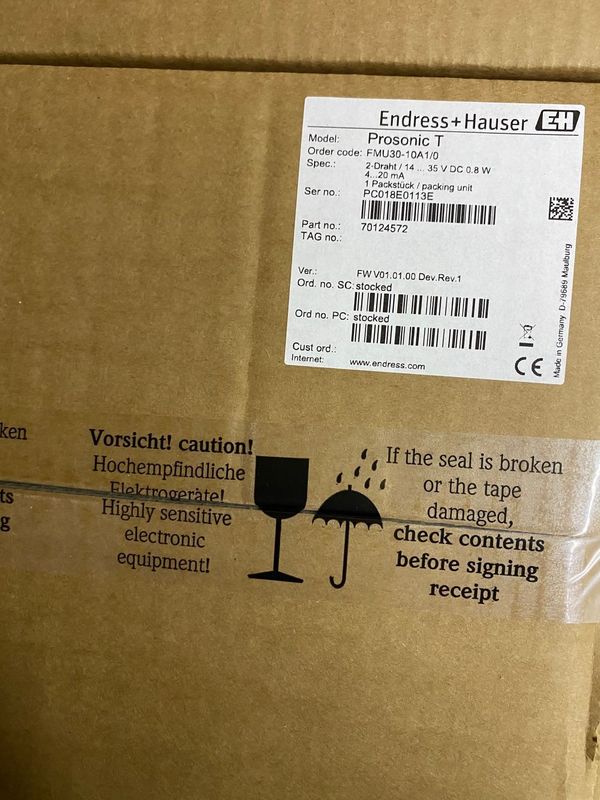 Endress+Hauser EH
Model: Prosonic T
Order code: FMU30-10A1/0
Spec.: 2-Draht / 14 ... 35 V DC 0.8 W
4...20 mA
1 Packstück / packing unit
Ser no.: PC018E0113E
Part no.: 70124572
TAG no.:
Ver.: FW V01.01.00 Dev.Rev.1
Ord. no. SC: stocked
Ord no. PC: stocked
Cust ord.:
Internet: www.endress.com
CE
Made in Germany D-79689 Maulburg
ken
ts
g
Vorsicht! caution!
Hochempfindliche
Elektrogeräte!
Highly sensitive
electronic
equipment!
If the seal is broken
or the tape
damaged,
check contents
before signing
receipt